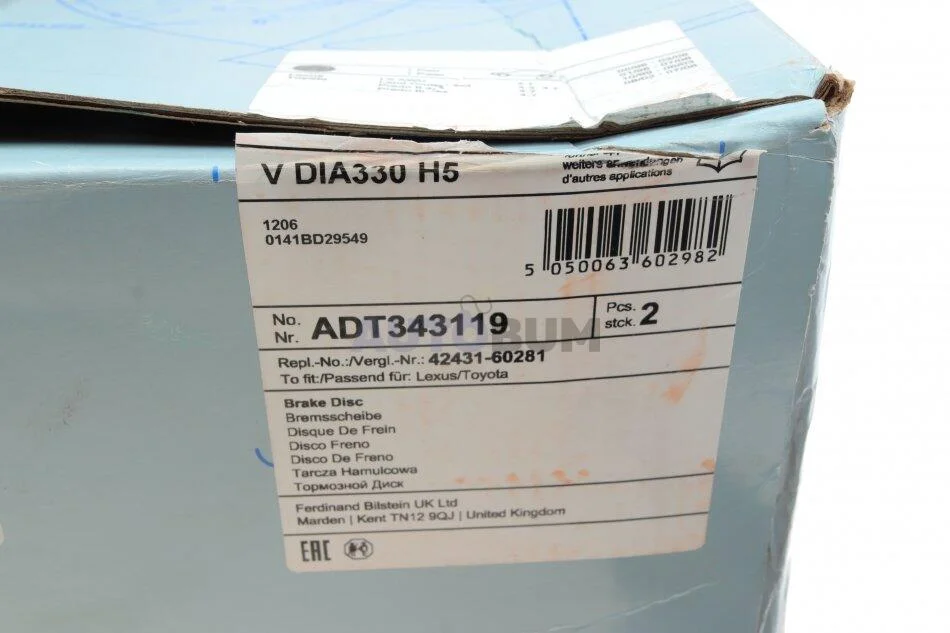 V DIA330 H5
weiters anwendungen
d'autres applications
1206
0141BD29549
5 050063 602982
No.
Nr. ADT343119
Pcs.
stck. 2
AUTOBUM
Repl.-No.:/Vergl.-Nr.: 42431-60281
To fit:/Passend für: Lexus/Toyota
Brake Disc
Bremsscheibe
Disque De Frein
Disco Freno
Disco De Freno
Tarcza Hamulcowa
Тормозной Диск
Ferdinand Bilstein UK Ltd
Marden | Kent TN12 9QJ | United Kingdom
EAC